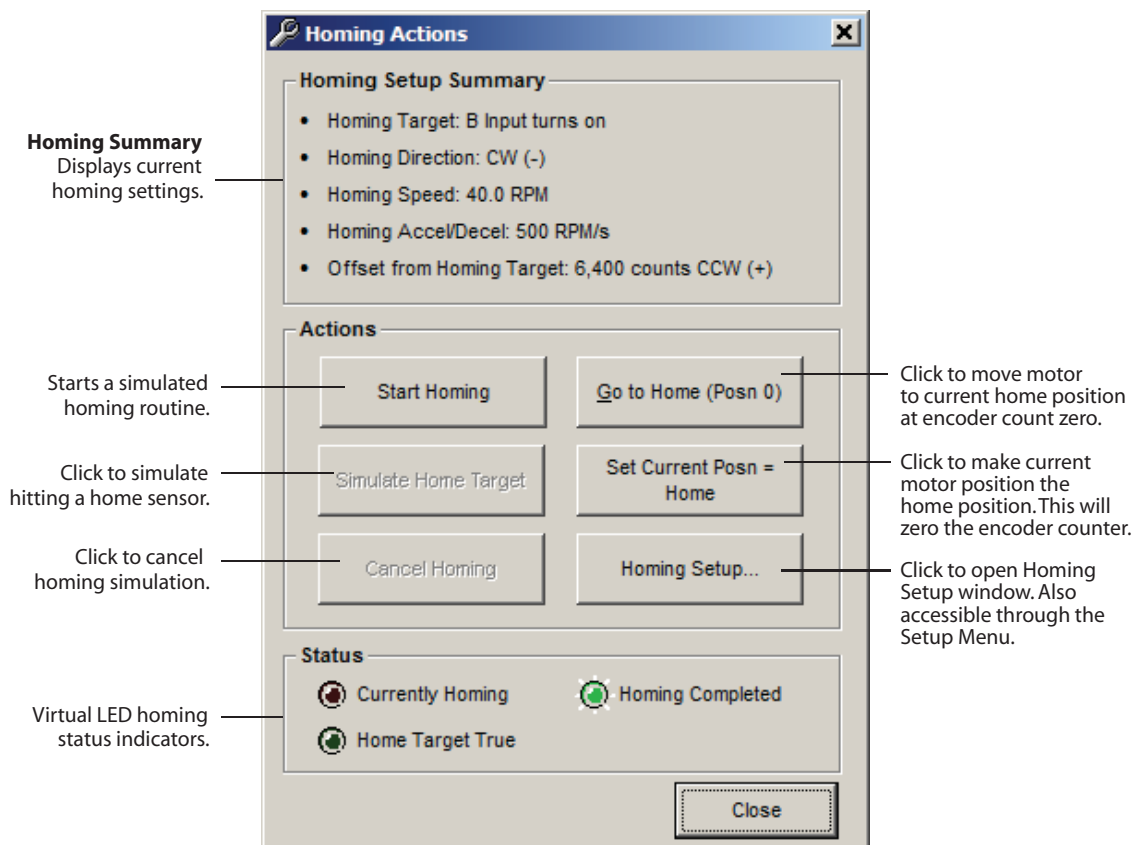 Homing Actions
Homing Setup Summary
• Homing Target: B Input turns on
• Homing Direction: CW (-)
• Homing Speed: 40.0 RPM
• Homing Accel/Decel: 500 RPM/s
• Offset from Homing Target: 6,400 counts CCW (+)
Homing Summary
Displays current
homing settings.
Actions
Start Homing
Go to Home (Posn 0)
Simulate Home Target
Set Current Posn =
Home
Cancel Homing
Homing Setup...
Starts a simulated
homing routine.
Click to simulate
hitting a home sensor.
Click to cancel
homing simulation.
Click to move motor
to current home position
at encoder count zero.
Click to make current
motor position the
home position. This will
zero the encoder counter.
Click to open Homing
Setup window. Also
accessible through the
Setup Menu.
Status
Currently Homing
Homing Completed
Home Target True
Virtual LED homing
status indicators.
Close